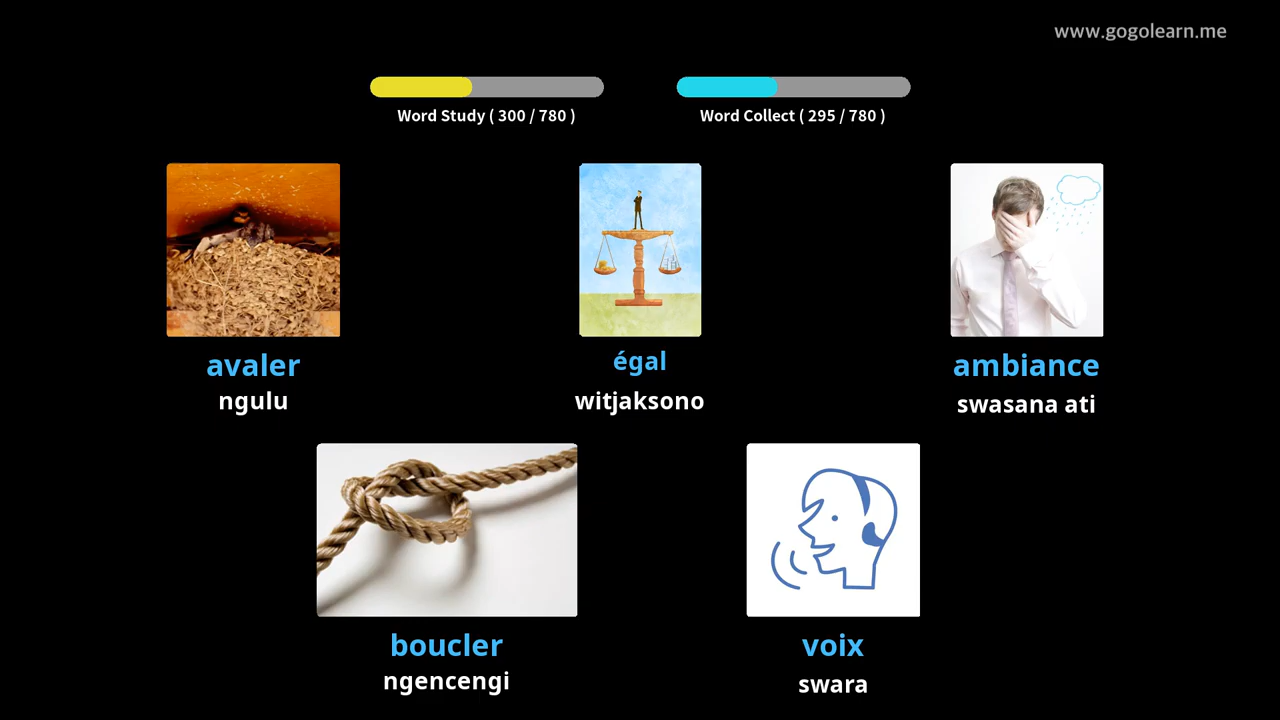 www.gogolearn.me
Word Study ( 300 / 780 )
Word Collect ( 295 / 780 )
avaler
ngulu
égal
witjaksono
ambiance
swasana ati
boucler
ngencengi
voix
swara